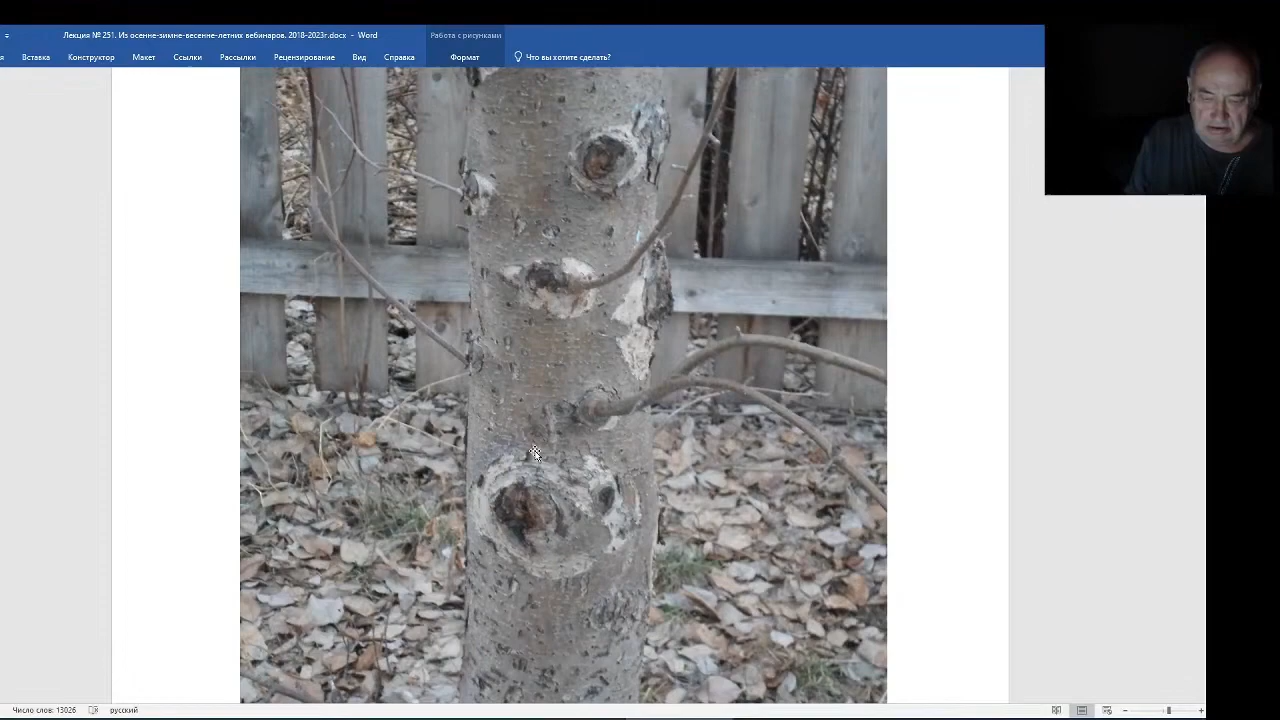 Лекция № 251. Из осенне-зимне-весенне-летних вебинаров. 2018-2023г.docx - Word
Работа с рисунками
Вставка Конструктор Макет Ссылки Рассылки Рецензирование Вид Справка Формат Что вы хотите сделать?
Число слов: 13026 русский